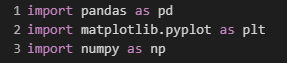 1 import pandas as pd
2 import matplotlib.pyplot as plt
3 import numpy as np